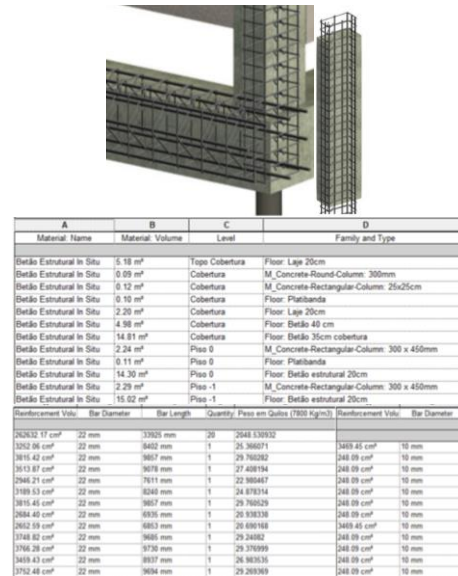 A B C D
Material: Name Material: Volume Level Family and Type
Betão Estrutural In Situ 5.18 m³ Topo Cobertura Floor: Laje 20cm
Betão Estrutural In Situ 0.09 m³ Cobertura M_Concrete-Round-Column: 300mm
Betão Estrutural In Situ 0.12 m³ Cobertura M_Concrete-Rectangular-Column: 25x25cm
Betão Estrutural In Situ 0.10 m³ Cobertura Floor: Platibanda
Betão Estrutural In Situ 2.20 m³ Cobertura Floor: Laje 20cm
Betão Estrutural In Situ 4.98 m³ Cobertura Floor: Betão 40 cm
Betão Estrutural In Situ 14.81 m³ Cobertura Floor: Betão 35cm cobertura
Betão Estrutural In Situ 2.24 m³ Piso 0 M_Concrete-Rectangular-Column: 300 x 450mm
Betão Estrutural In Situ 0.11 m³ Piso 0 Floor: Platibanda
Betão Estrutural In Situ 14.30 m³ Piso 0 Floor: Betão estrutural 20cm
Betão Estrutural In Situ 2.29 m³ Piso -1 M_Concrete-Rectangular-Column: 300 x 450mm
Betão Estrutural In Situ 15.02 m³ Piso -1 Floor: Betão estrutural 20cm
Reinforcement Volu Bar Diameter Bar Length Quantity Peso em Quilos (7800 Kg/m3) Reinforcement Volu Bar Diameter
262632.17 cm³ 22 mm 33925 mm 20 2048.530932
3252.06 cm³ 22 mm 8402 mm 1 25.366071 3469.45 cm³ 10 mm
3815.42 cm³ 22 mm 9857 mm 1 29.760282 248.09 cm³ 10 mm
3513.87 cm³ 22 mm 9078 mm 1 27.408194 248.09 cm³ 10 mm
2946.21 cm³ 22 mm 7611 mm 1 22.980467 248.09 cm³ 10 mm
3189.53 cm³ 22 mm 8240 mm 1 24.878314 248.09 cm³ 10 mm
3815.45 cm³ 22 mm 9857 mm 1 29.760529 248.09 cm³ 10 mm
2684.40 cm³ 22 mm 6935 mm 1 20.938338 248.09 cm³ 10 mm
2652.59 cm³ 22 mm 6853 mm 1 20.690168 3469.45 cm³ 10 mm
3748.82 cm³ 22 mm 9685 mm 1 29.24082 248.09 cm³ 10 mm
3766.28 cm³ 22 mm 9730 mm 1 29.376999 248.09 cm³ 10 mm
3459.43 cm³ 22 mm 8937 mm 1 26.983535 248.09 cm³ 10 mm
3752.48 cm³ 22 mm 9694 mm 1 29.269369 248.09 cm³ 10 mm